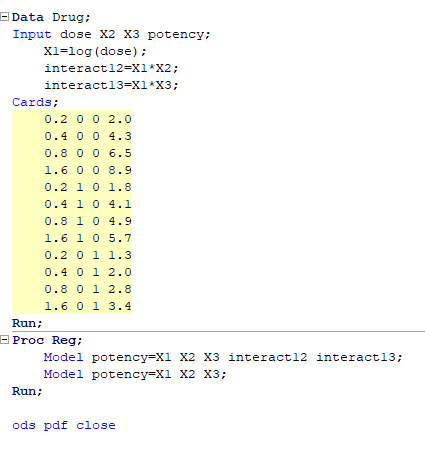 Data Drug;
Input dose X2 X3 potency;
X1=log(dose);
interact12=X1*X2;
interact13=X1*X3;
Cards;
0.2 0 0 2.0
0.4 0 0 4.3
0.8 0 0 6.5
1.6 0 0 8.9
0.2 1 0 1.8
0.4 1 0 4.1
0.8 1 0 4.9
1.6 1 0 5.7
0.2 0 1 1.3
0.4 0 1 2.0
0.8 0 1 2.8
1.6 0 1 3.4
Run;
Proc Reg;
Model potency=X1 X2 X3 interact12 interact13;
Model potency=X1 X2 X3;
Run;
ods pdf close